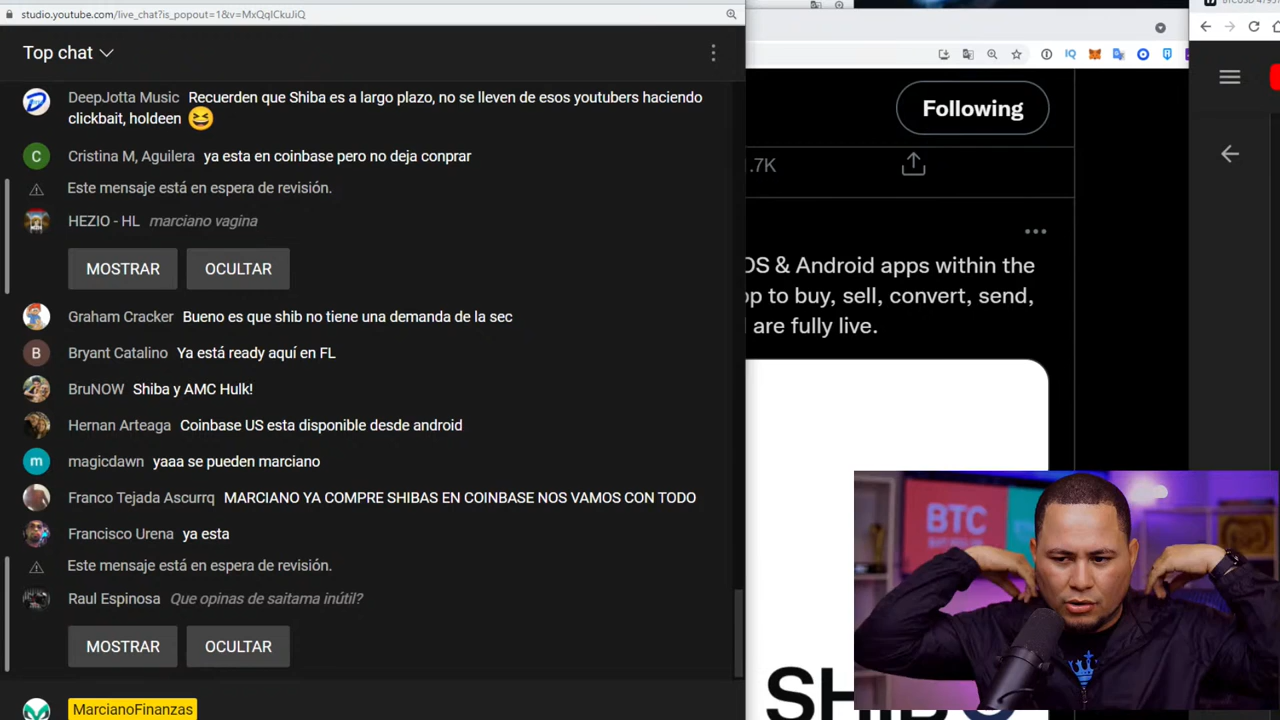 studio.youtube.com/live_chat?is_popout=1&v=MxQqlCkuJiQ
Top chat
DeepJotta Music Recuerden que Shiba es a largo plazo, no se lleven de esos youtubers haciendo
clickbait, holdeen
Cristina M, Aguilera ya esta en coinbase pero no deja conprar
Este mensaje está en espera de revisión.
HEZIO - HL marciano vagina
MOSTRAR OCULTAR
Graham Cracker Bueno es que shib no tiene una demanda de la sec
Bryant Catalino Ya está ready aquí en FL
BruNOW Shiba y AMC Hulk!
Hernan Arteaga Coinbase US esta disponible desde android
magicdawn yaaa se pueden marciano
Franco Tejada Ascurrq MARCIANO YA COMPRE SHIBAS EN COINBASE NOS VAMOS CON TODO
Francisco Urena ya esta
Este mensaje está en espera de revisión.
Raul Espinosa Que opinas de saitama inútil?
MOSTRAR OCULTAR
MarcianoFinanzas
IQ
Following
.7K
OS & Android apps within the
op to buy, sell, convert, send,
are fully live.
SHIB
BTC